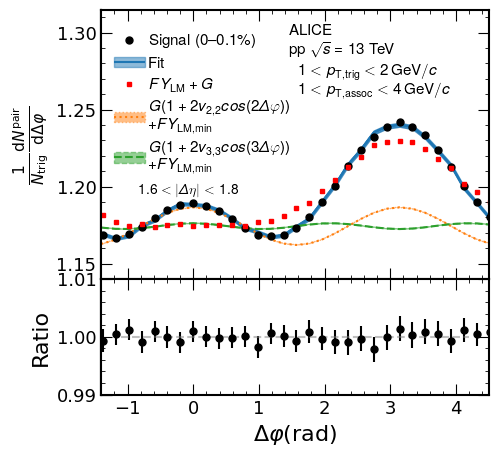 ALICE
pp √s = 13 TeV
1 < p_T,trig < 2 GeV/c
1 < p_T,assoc < 4 GeV/c
Signal (0–0.1%)
Fit
FY_LM + G
G(1 + 2v_2,2cos(2Δφ))
+FY_LM,min
G(1 + 2v_3,3cos(3Δφ))
+FY_LM,min
1.6 < |Δη| < 1.8
1/N_trig dN^pair/dΔφ
1.30
1.25
1.20
1.15
1.01
1.00
0.99
Ratio
−1 0 1 2 3 4
Δφ(rad)